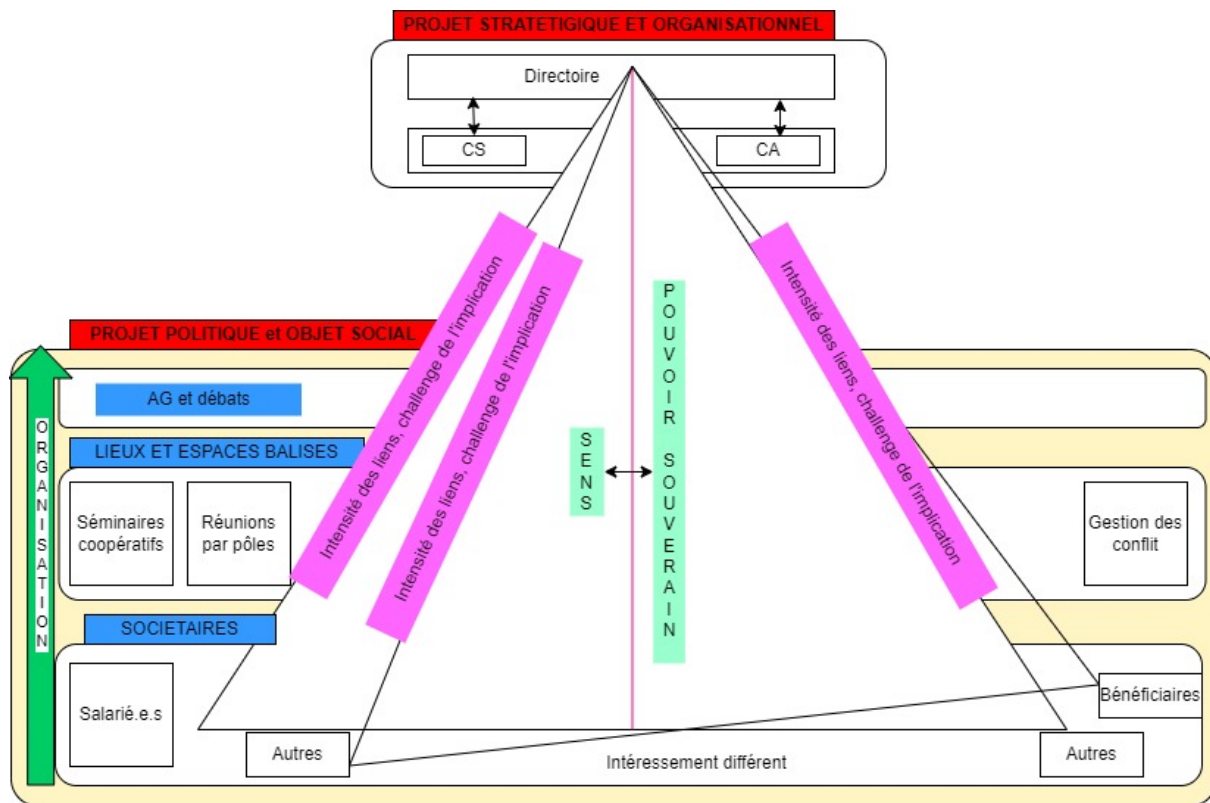 PROJET STRATETIGIQUE ET ORGANISATIONNEL
Directoire
CS
CA
Intensité des liens, challenge de l'implication
Intensité des liens, challenge de l'implication
Intensité des liens, challenge de l'implication
POUVOIR SOUVERAIN
SENS
PROJET POLITIQUE et OBJET SOCIAL
ORGANISATION
AG et débats
LIEUX ET ESPACES BALISES
Séminaires
coopératifs
Réunions
par pôles
Gestion des
conflit
SOCIETAIRES
Salarié.e.s
Bénéficiaires
Autres
Intéressement différent
Autres